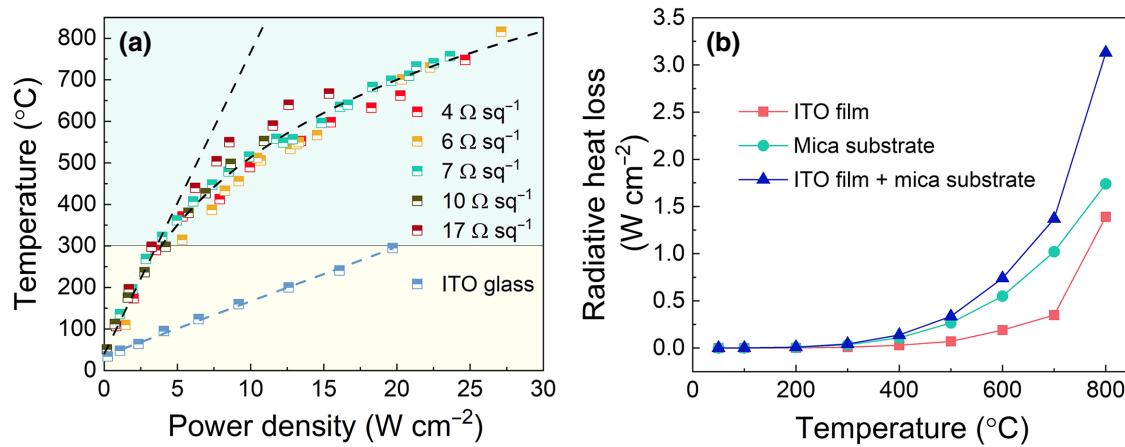 (a)
Temperature (°C)
800
700
600
500
400
300
200
100
0
0 5 10 15 20 25 30
Power density (W cm⁻²)
4 Ω sq⁻¹
6 Ω sq⁻¹
7 Ω sq⁻¹
10 Ω sq⁻¹
17 Ω sq⁻¹
ITO glass
(b)
Radiative heat loss
(W cm⁻²)
3.5
3.0
2.5
2.0
1.5
1.0
0.5
0.0
0 200 400 600 800
Temperature (°C)
ITO film
Mica substrate
ITO film + mica substrate